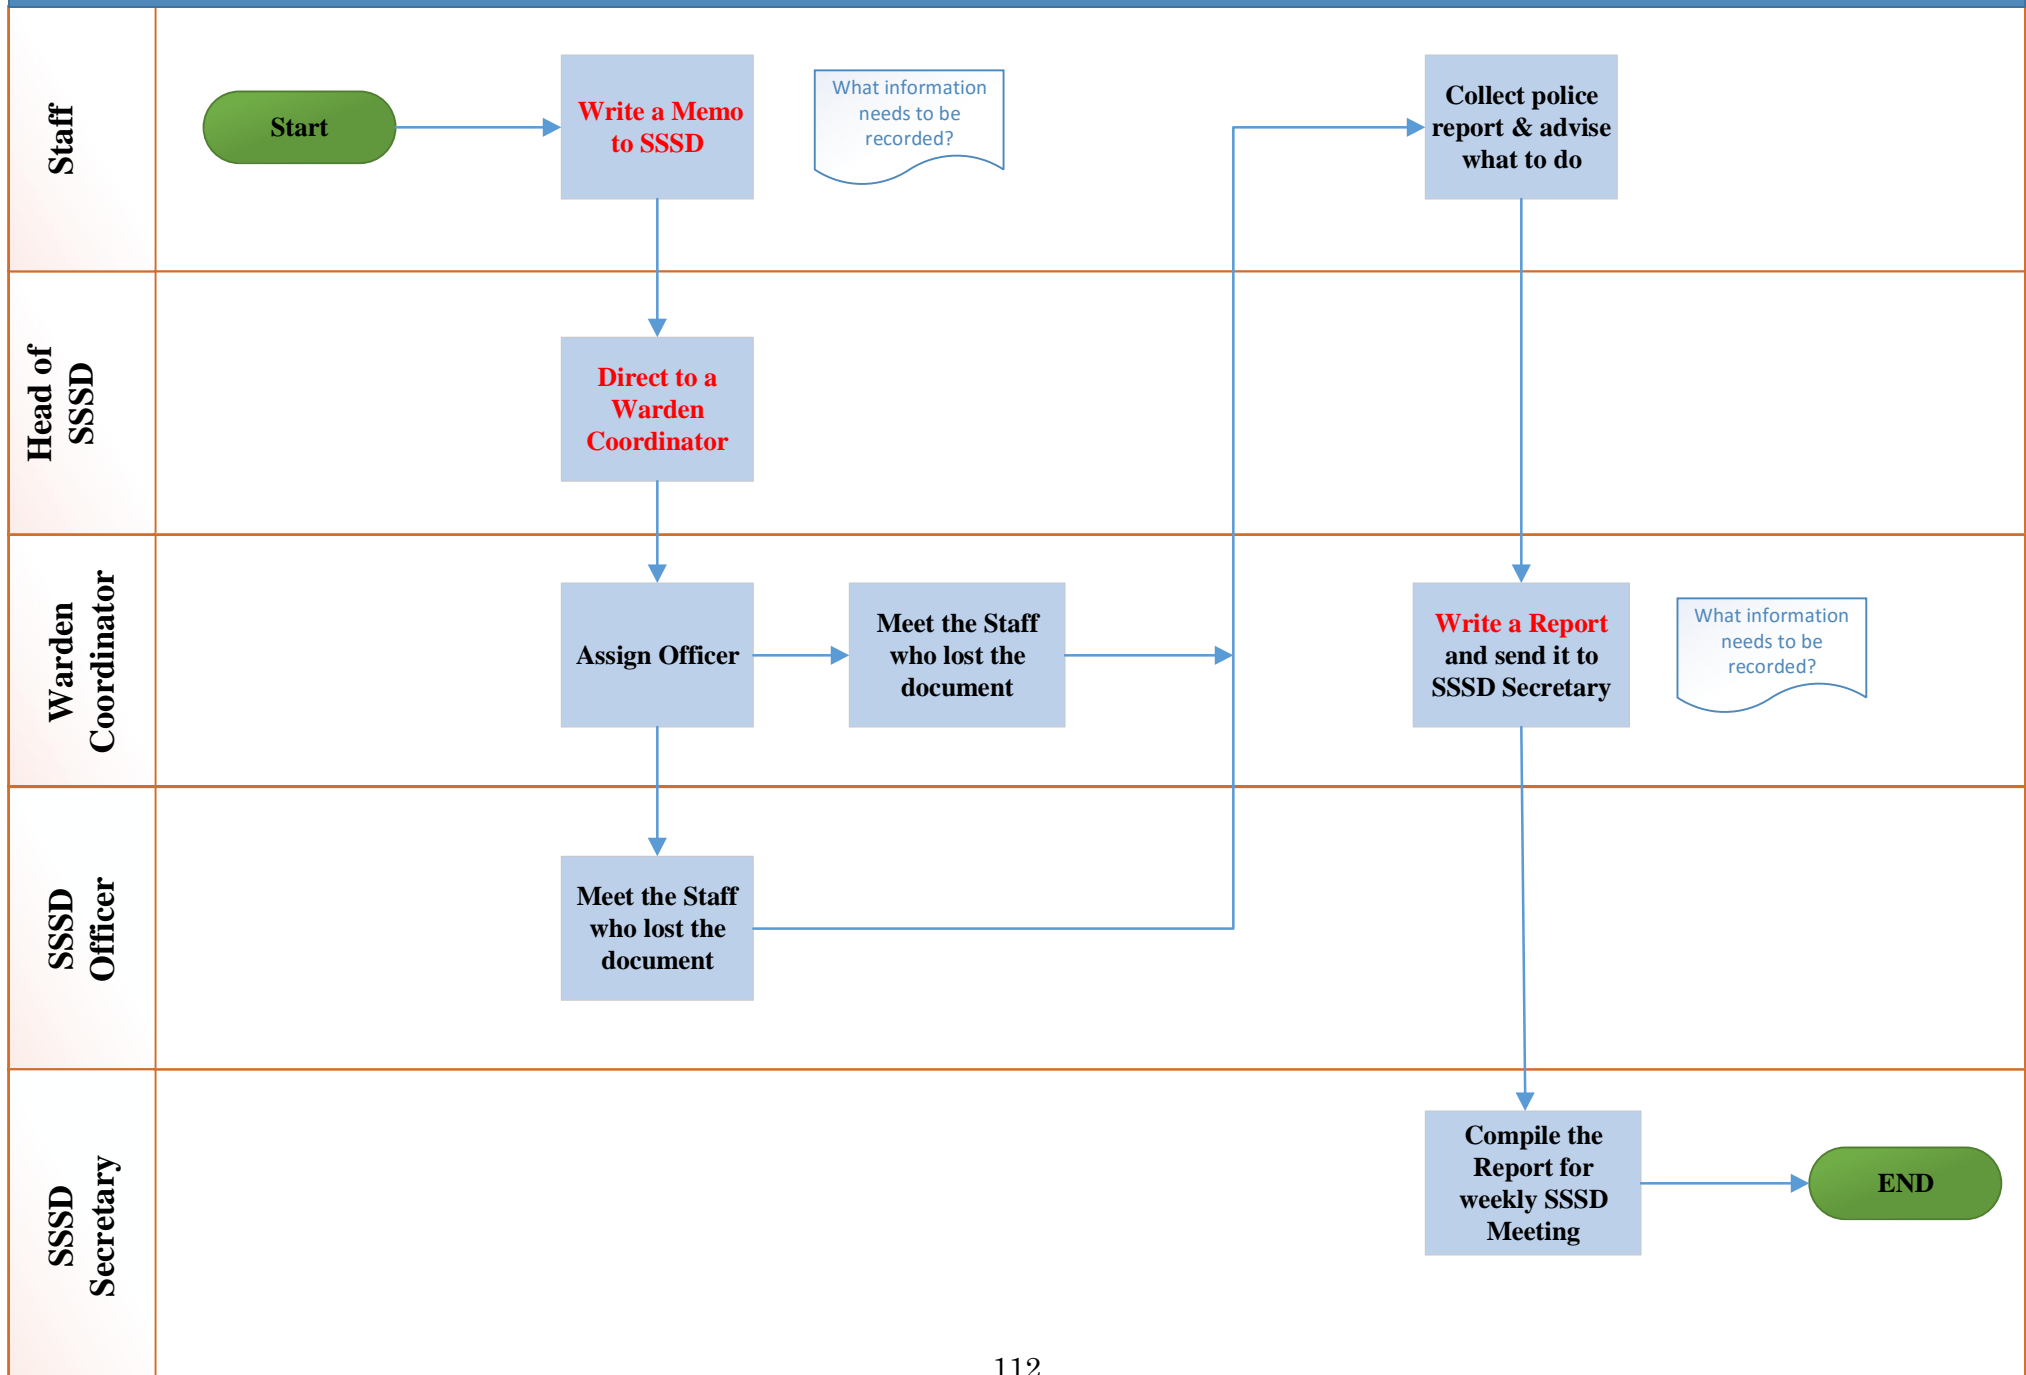 Staff
Start
Write a Memo
to SSSD
What information
needs to be
recorded?
Collect police
report & advise
what to do
Head of
SSSD
Direct to a
Warden
Coordinator
Warden
Coordinator
Assign Officer
Meet the Staff
who lost the
document
Write a Report
and send it to
SSSD Secretary
What information
needs to be
recorded?
SSSD
Officer
Meet the Staff
who lost the
document
SSSD
Secretary
Compile the
Report for
weekly SSSD
Meeting
END
112